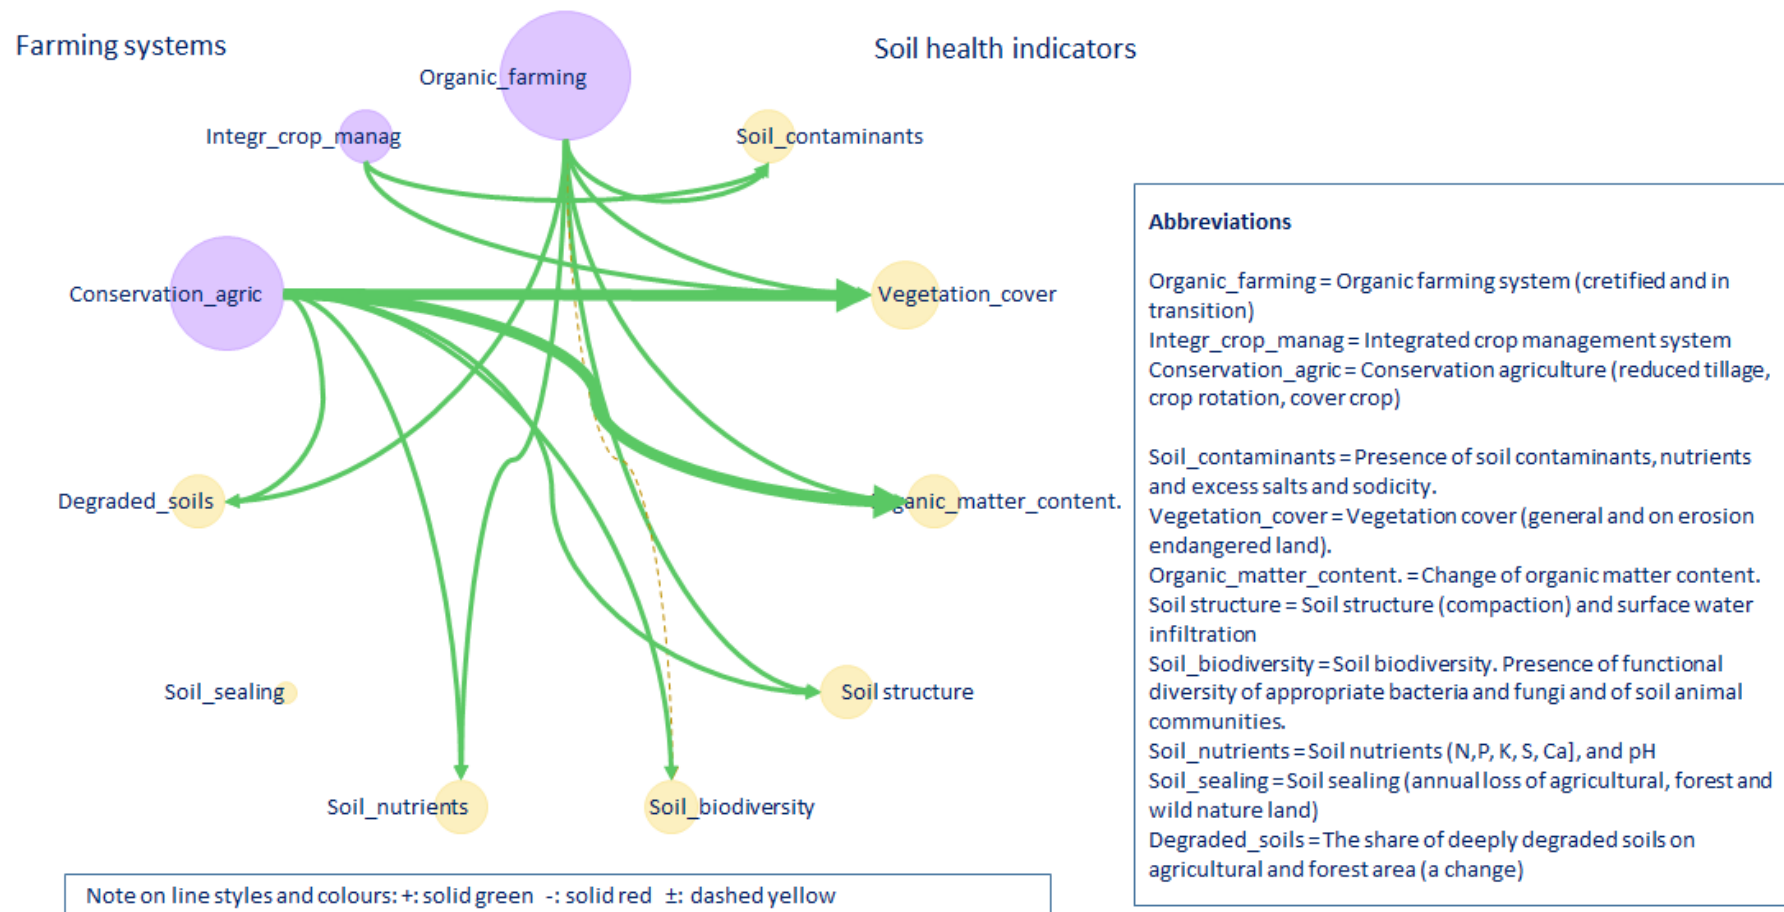 Farming systems
Soil health indicators
Organic_farming
Integr_crop_manag
Soil_contaminants
Conservation_agric
Vegetation_cover
Degraded_soils
anic_matter_content.
Soil_sealing
Soil structure
Soil_nutrients
Soil_biodiversity
Note on line styles and colours: +: solid green -: solid red ±: dashed yellow
Abbreviations
Organic_farming = Organic farming system (cretified and in
transition)
Integr_crop_manag = Integrated crop management system
Conservation_agric = Conservation agriculture (reduced tillage,
crop rotation, cover crop)
Soil_contaminants = Presence of soil contaminants, nutrients
and excess salts and sodicity.
Vegetation_cover = Vegetation cover (general and on erosion
endangered land).
Organic_matter_content. = Change of organic matter content.
Soil structure = Soil structure (compaction) and surface water
infiltration
Soil_biodiversity = Soil biodiversity. Presence of functional
diversity of appropriate bacteria and fungi and of soil animal
communities.
Soil_nutrients = Soil nutrients (N,P, K, S, Ca], and pH
Soil_sealing = Soil sealing (annual loss of agricultural, forest and
wild nature land)
Degraded_soils = The share of deeply degraded soils on
agricultural and forest area (a change)